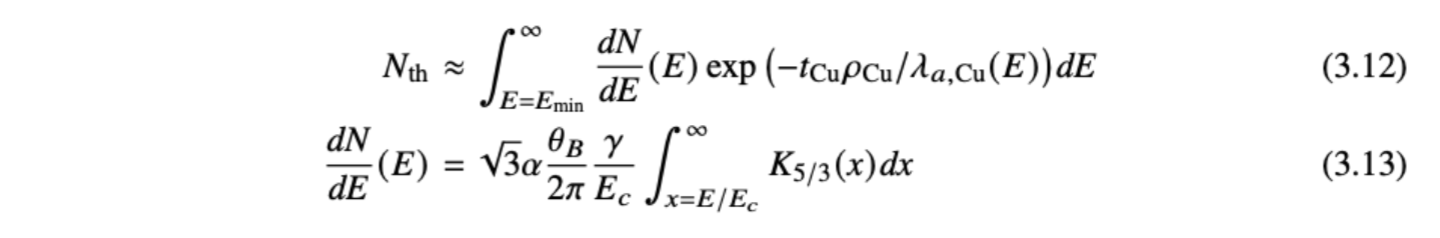 N_th ≈ ∫_{E=E_min}^{∞} dN/dE (E) exp (−t_Cu ρ_Cu/λ_{a,Cu}(E)) dE (3.12)
dN/dE (E) = √3α θ_B/2π γ/E_c ∫_{x=E/E_c}^{∞} K_{5/3}(x)dx (3.13)